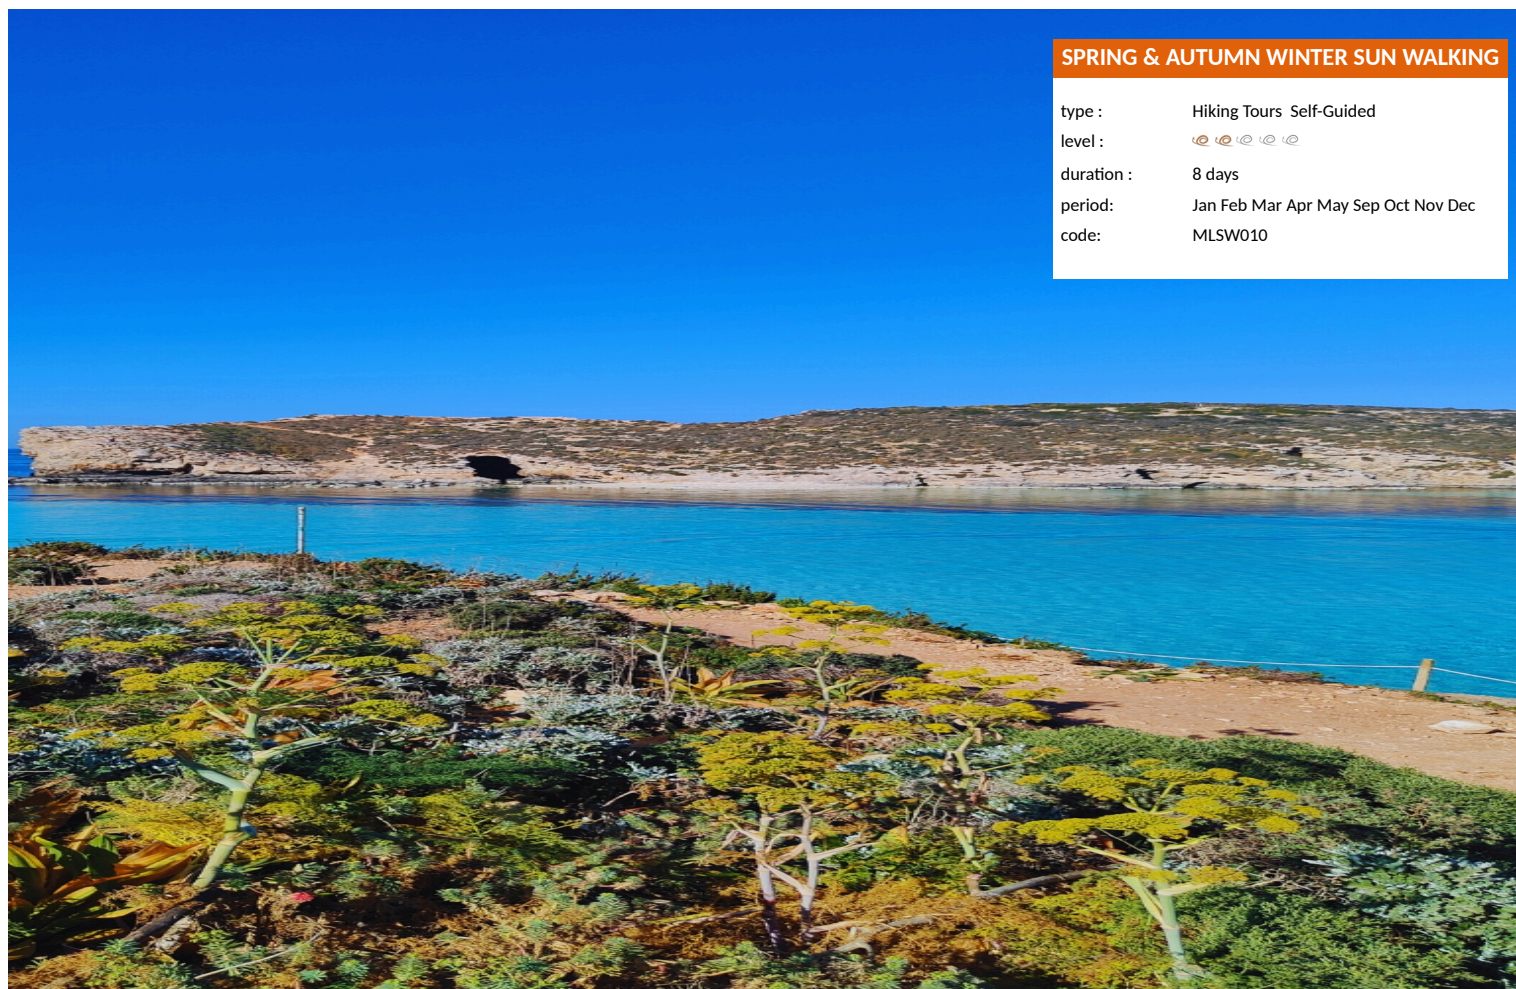 SPRING & AUTUMN WINTER SUN WALKING
type : Hiking Tours  Self-Guided
level :
duration : 8 days
period: Jan Feb Mar Apr May Sep Oct Nov Dec
code: MLSW010